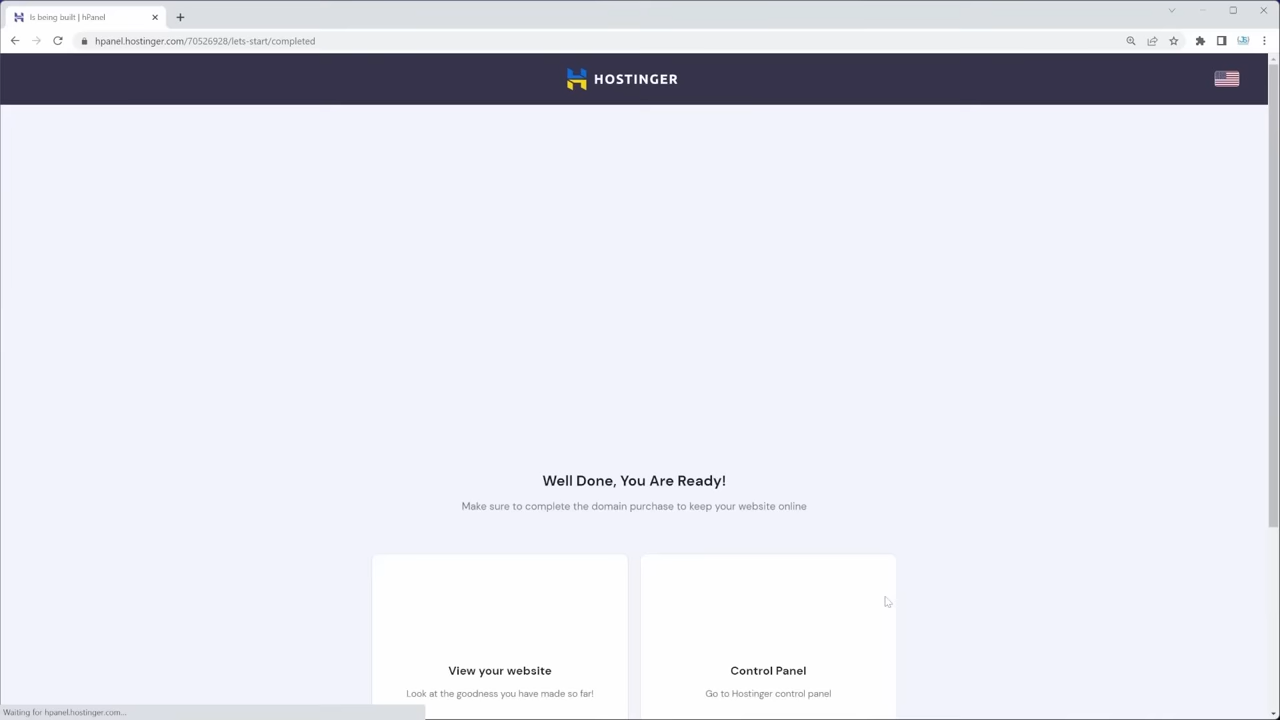 Is being built | hPanel
hpanel.hostinger.com/70526928/lets-start/completed
HOSTINGER
Well Done, You Are Ready!
Make sure to complete the domain purchase to keep your website online
View your website
Look at the goodness you have made so far!
Control Panel
Go to Hostinger control panel
Waiting for hpanel.hostinger.com...